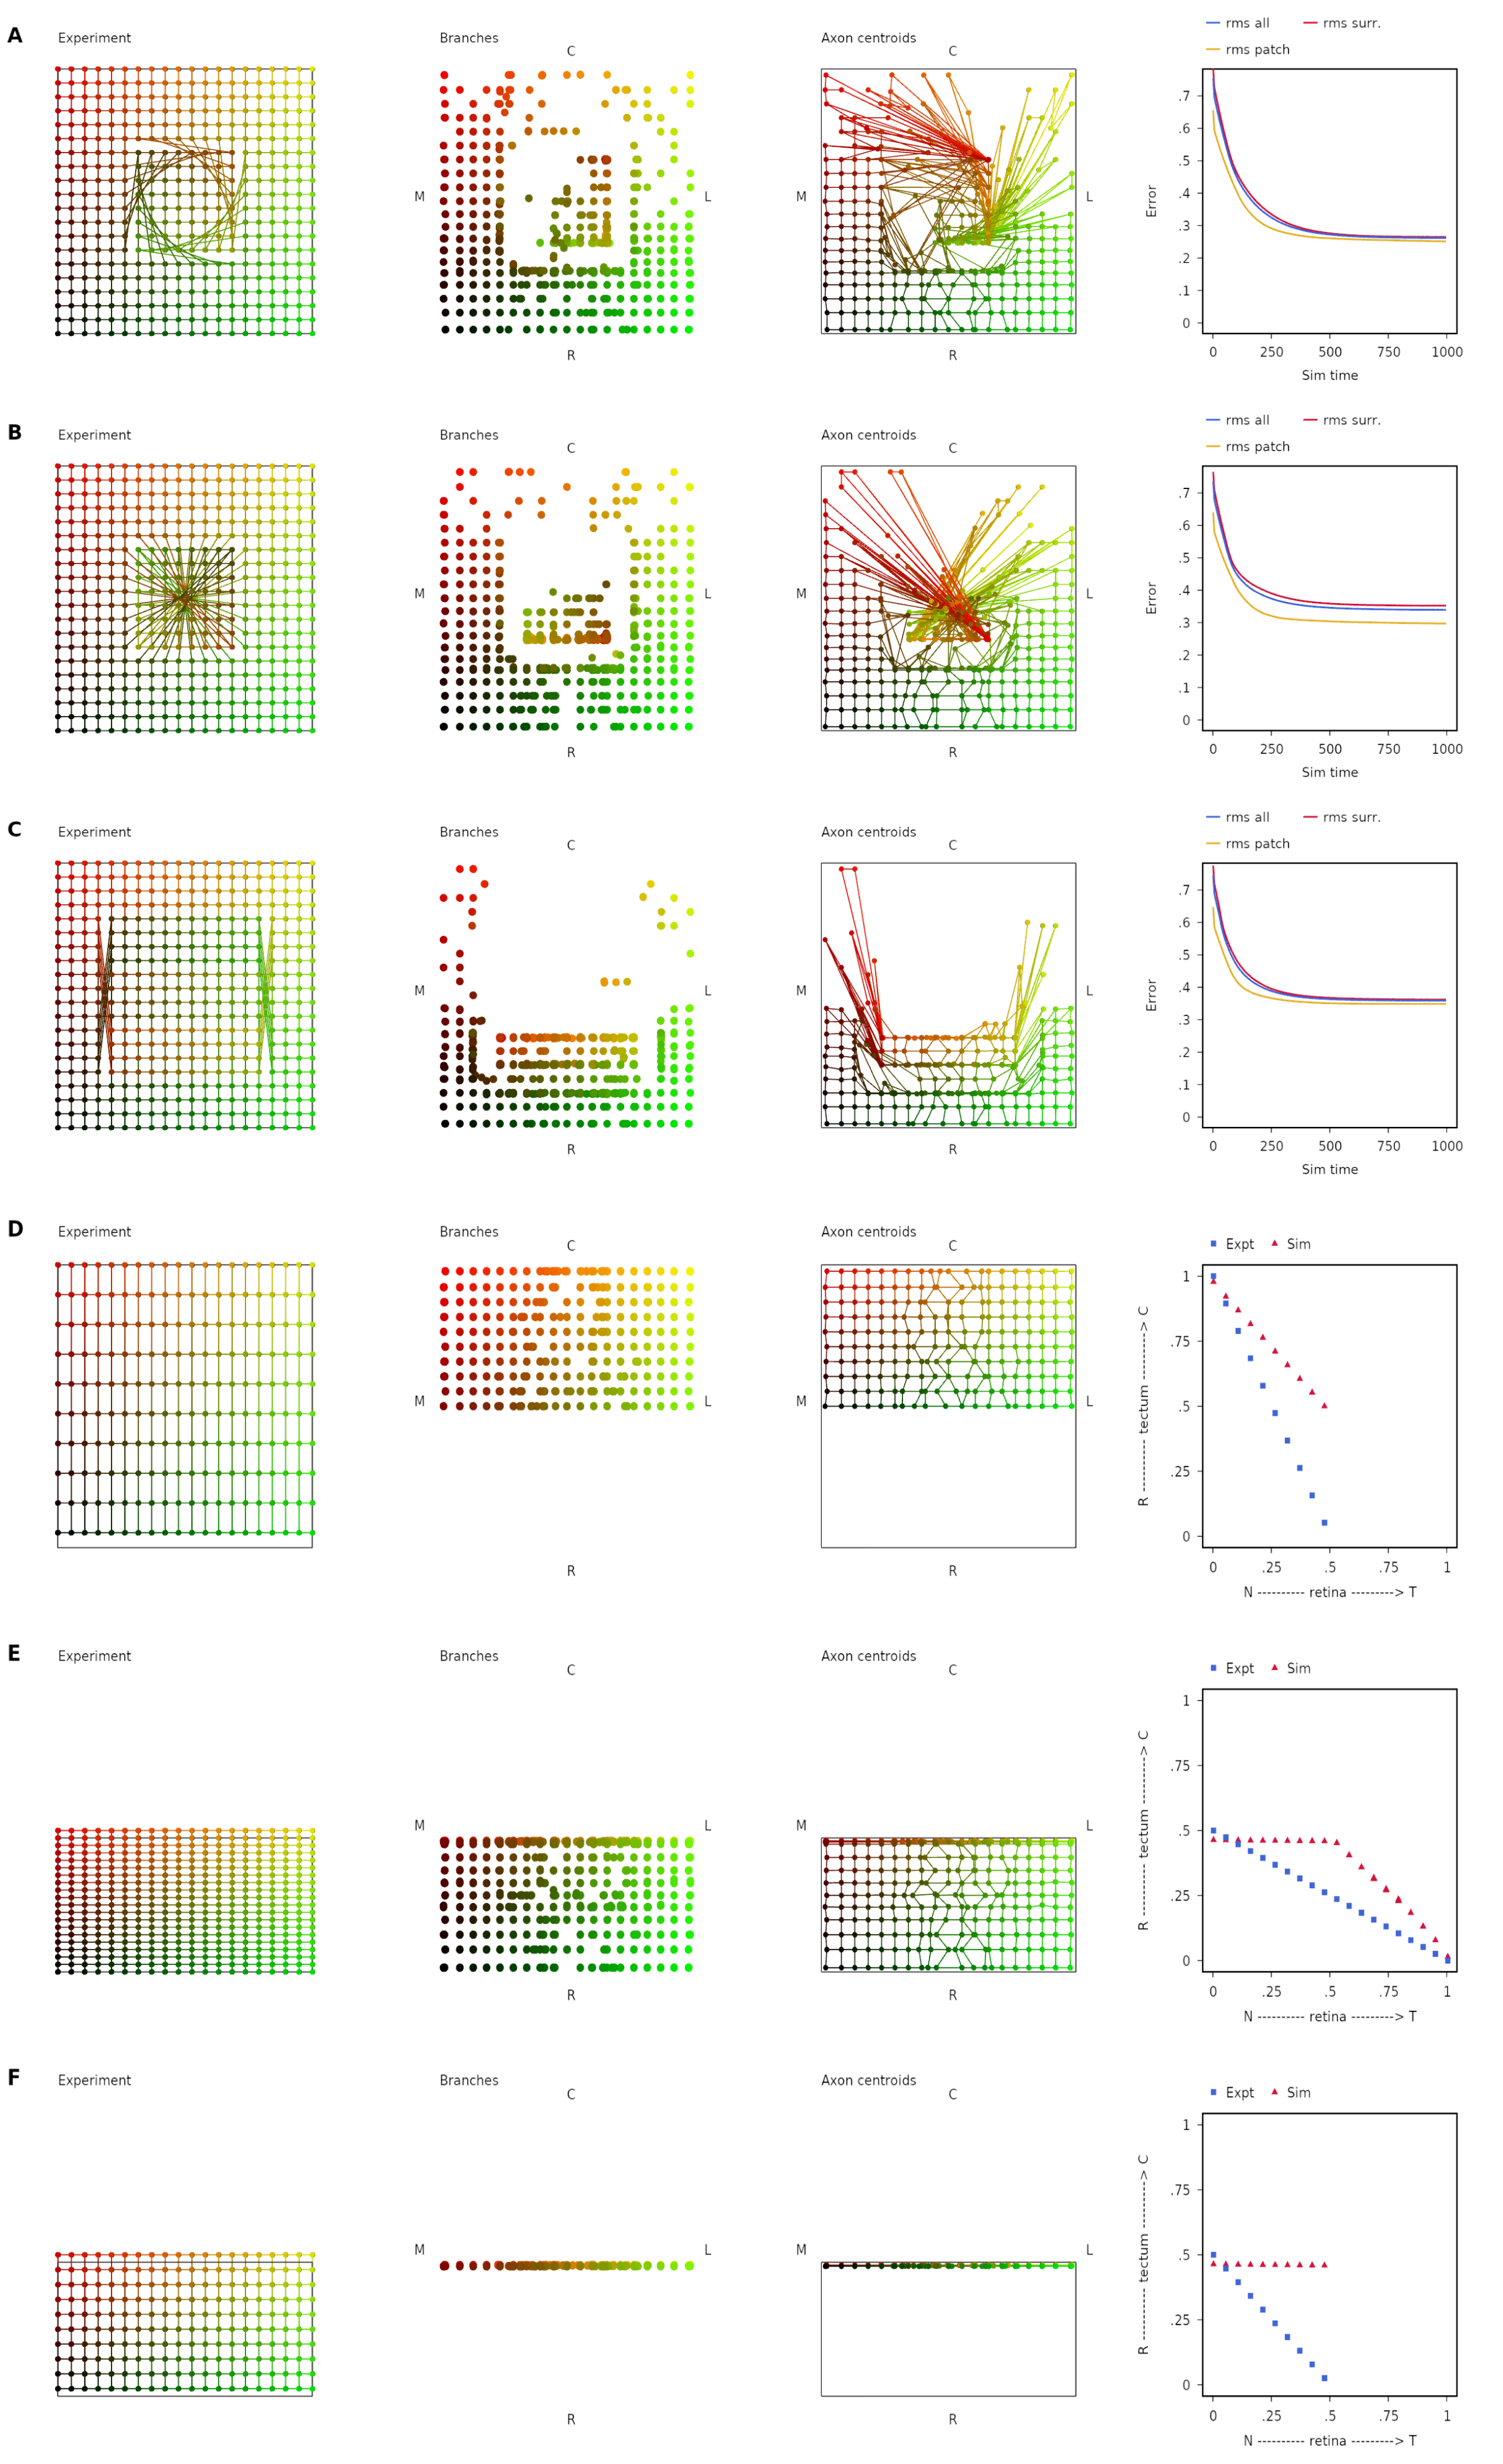 A
Experiment
Branches
C
M
L
R
Axon centroids
C
M
R
rms all
rms surr.
rms patch
Error
.7
.6
.5
.4
.3
.2
.1
0
0 250 500 750 1000
Sim time
B
Experiment
Branches
C
M
L
R
Axon centroids
C
M
L
R
rms all
rms surr.
rms patch
Error
.7
.6
.5
.4
.3
.2
.1
0
0 250 500 750 1000
Sim time
C
Experiment
Branches
C
M
L
R
Axon centroids
C
M
L
R
rms all
rms surr.
rms patch
Error
.7
.6
.5
.4
.3
.2
.1
0
0 250 500 750 1000
Sim time
D
Experiment
Branches
C
M
L
R
Axon centroids
C
M
L
R
Expt
Sim
R ---------- tectum ---------> C
1
.75
.5
.25
0
0 .25 .5 .75 1
N ---------- retina ---------> T
E
Experiment
Branches
C
M
L
R
Axon centroids
C
M
L
R
Expt
Sim
R ---------- tectum ---------> C
1
.75
.5
.25
0
0 .25 .5 .75 1
N ---------- retina ---------> T
F
Experiment
Branches
C
M
L
R
Axon centroids
C
M
L
R
Expt
Sim
R ---------- tectum ---------> C
1
.75
.5
.25
0
0 .25 .5 .75 1
N ---------- retina ---------> T